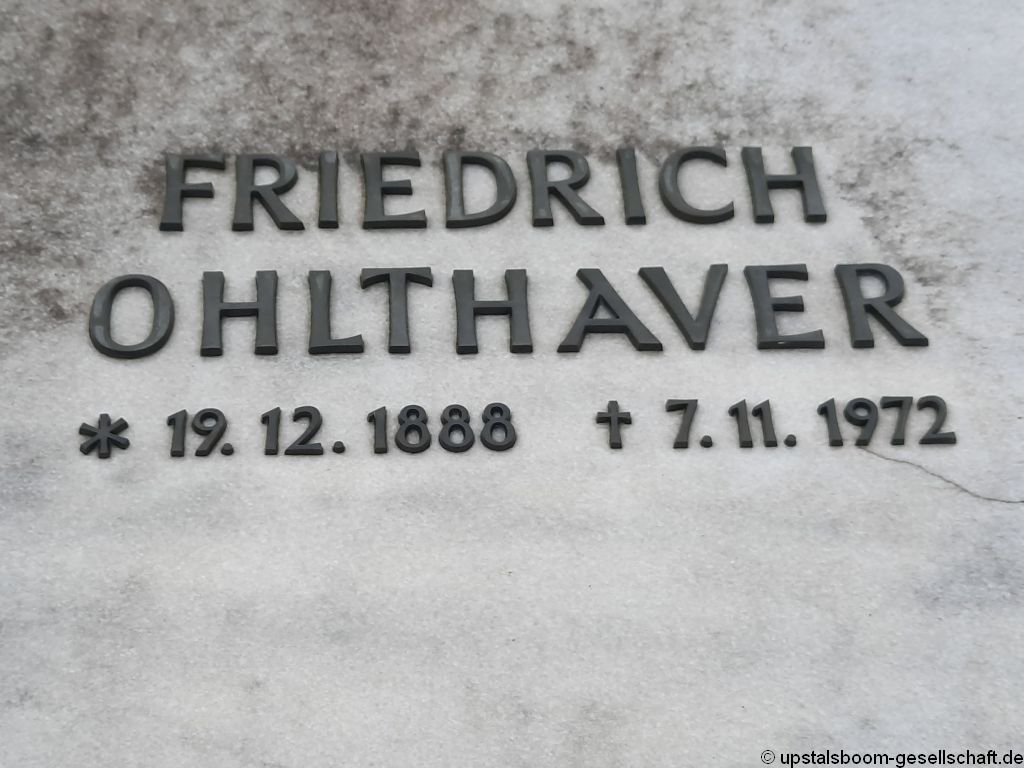 FRIEDRICH
OHLTHAVER
* 19. 12. 1888 † 7. 11. 1972
© upstalsboom-gesellschaft.de